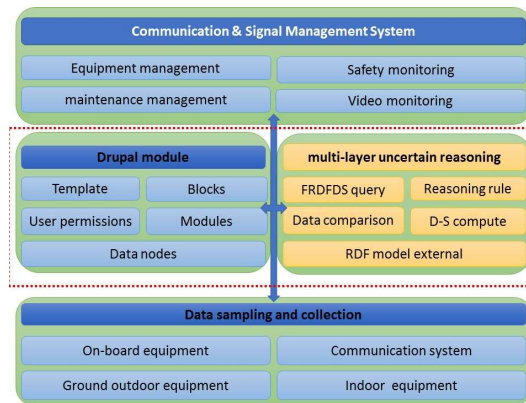 Communication & Signal Management System
Equipment management
Safety monitoring
maintenance management
Video monitoring
Drupal module
multi-layer uncertain reasoning
Template
Blocks
FRDFDS query
Reasoning rule
User permissions
Modules
Data comparison
D-S compute
Data nodes
RDF model external
Data sampling and collection
On-board equipment
Communication system
Ground outdoor equipment
Indoor equipment